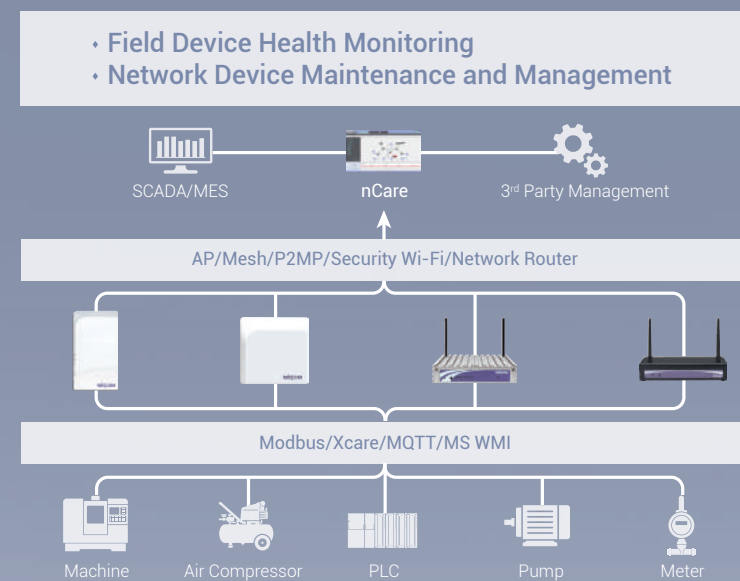 Field Device Health Monitoring
Network Device Maintenance and Management
SCADA/MES
nCare
3rd Party Management
AP/Mesh/P2MP/Security Wi-Fi/Network Router
Modbus/Xcare/MQTT/MS WMI
Machine
Air Compressor
PLC
Pump
Meter